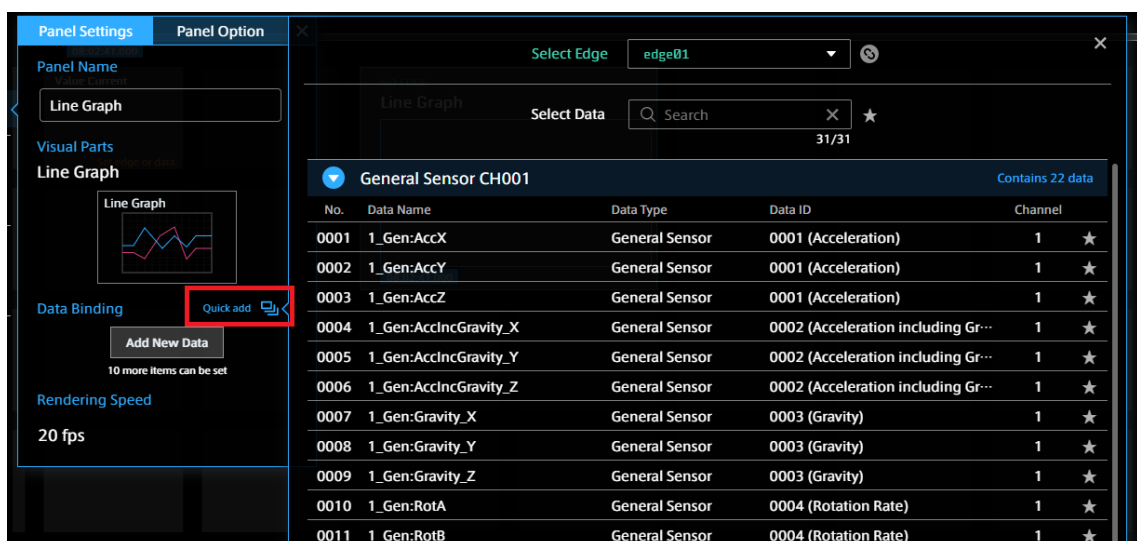 Panel Settings
Panel Option
Panel Name
Value Current
Line Graph
Visual Parts
Line Graph
Line Graph
Data Binding
Quick add
Add New Data
10 more items can be set
Rendering Speed
20 fps
Select Edge
edge01
Line Graph
Select Data
Search
31/31
General Sensor CH001
Contains 22 data
No. Data Name Data Type Data ID Channel
0001 1_Gen:AccX General Sensor 0001 (Acceleration) 1
0002 1_Gen:AccY General Sensor 0001 (Acceleration) 1
0003 1_Gen:AccZ General Sensor 0001 (Acceleration) 1
0004 1_Gen:AccIncGravity_X General Sensor 0002 (Acceleration including Gr··· 1
0005 1_Gen:AccIncGravity_Y General Sensor 0002 (Acceleration including Gr··· 1
0006 1_Gen:AccIncGravity_Z General Sensor 0002 (Acceleration including Gr··· 1
0007 1_Gen:Gravity_X General Sensor 0003 (Gravity) 1
0008 1_Gen:Gravity_Y General Sensor 0003 (Gravity) 1
0009 1_Gen:Gravity_Z General Sensor 0003 (Gravity) 1
0010 1_Gen:RotA General Sensor 0004 (Rotation Rate) 1
0011 1_Gen:RotB General Sensor 0004 (Rotation Rate) 1